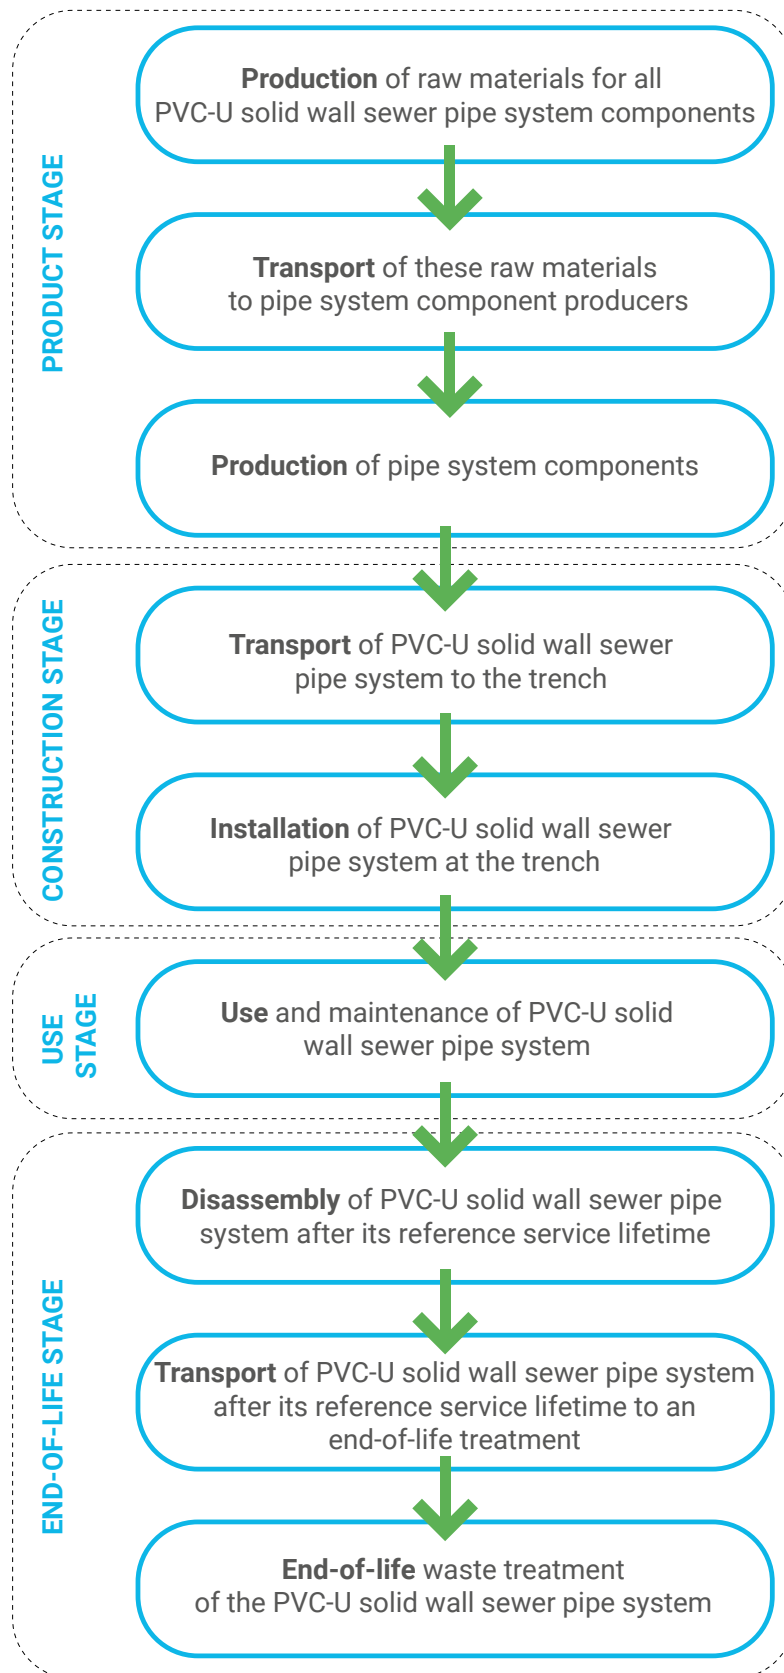 PRODUCT STAGE
Production of raw materials for all
PVC-U solid wall sewer pipe system components
Transport of these raw materials
to pipe system component producers
Production of pipe system components
CONSTRUCTION STAGE
Transport of PVC-U solid wall sewer
pipe system to the trench
Installation of PVC-U solid wall sewer
pipe system at the trench
USE
STAGE
Use and maintenance of PVC-U solid
wall sewer pipe system
END-OF-LIFE STAGE
Disassembly of PVC-U solid wall sewer pipe
system after its reference service lifetime
Transport of PVC-U solid wall sewer pipe system
after its reference service lifetime to an
end-of-life treatment
End-of-life waste treatment
of the PVC-U solid wall sewer pipe system